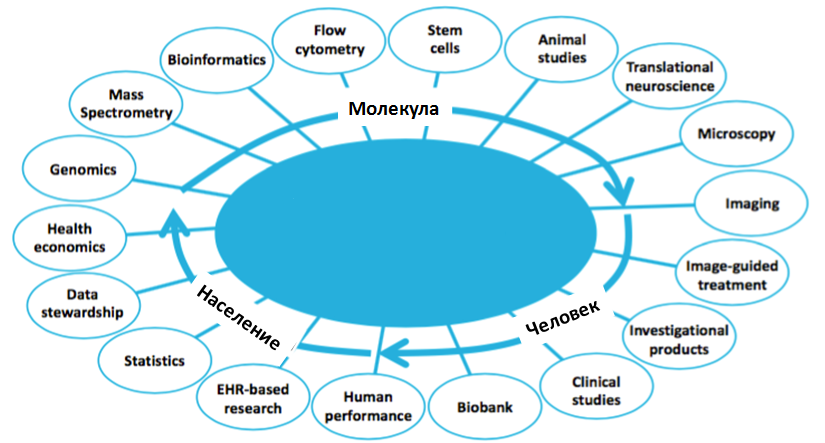 Flow
cytometry
Stem
cells
Animal
studies
Bioinformatics
Translational
neuroscience
Mass
Spectrometry
Молекула
Microscopy
Genomics
Imaging
Health
economics
Image-guided
treatment
Data
stewardship
Население
Человек
Investigational
products
Statistics
EHR-based
research
Human
performance
Biobank
Clinical
studies